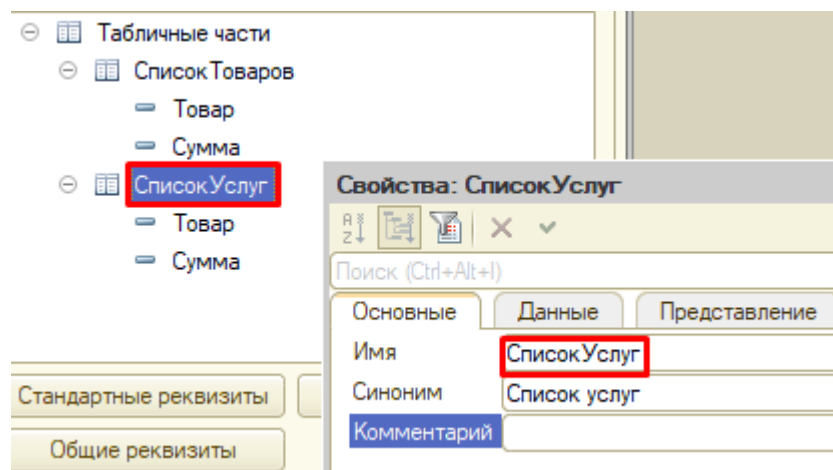 Табличные части
СписокТоваров
Товар
Сумма
СписокУслуг
Товар
Сумма
Стандартные реквизиты
Общие реквизиты
Свойства: СписокУслуг
Поиск (Ctrl+Alt+I)
Основные Данные Представление
Имя СписокУслуг
Синоним Список услуг
Комментарий